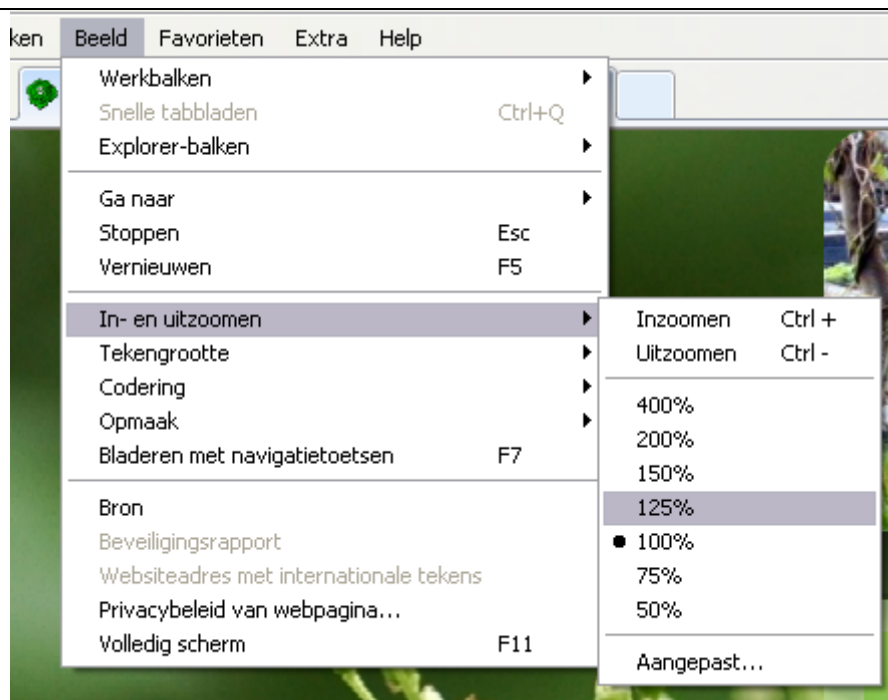 ken Beeld Favorieten Extra Help
Werkbalken
Snelle tabbladen Ctrl+Q
Explorer-balken
Ga naar
Stoppen Esc
Vernieuwen F5
In- en uitzoomen
Tekengrootte
Codering
Opmaak
Bladeren met navigatietoetsen F7
Bron
Beveiligingsrapport
Websiteadres met internationale tekens
Privacybeleid van webpagina...
Volledig scherm F11
Inzoomen Ctrl +
Uitzoomen Ctrl -
400%
200%
150%
125%
100%
75%
50%
Aangepast...